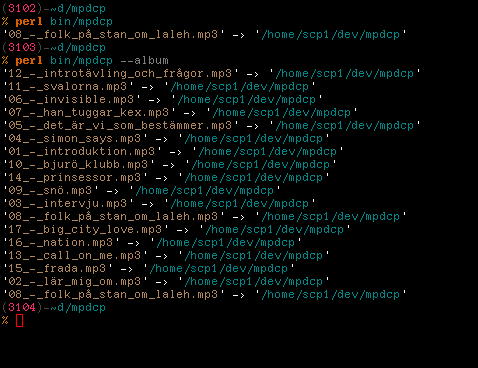 (3102)-~d/mpdcp
% perl bin/mpdcp
'08_-_folk_på_stan_om_laleh.mp3' -> '/home/scp1/dev/mpdcp'
(3103)-~d/mpdcp
% perl bin/mpdcp --album
'12_-_introtävling_och_frågor.mp3' -> '/home/scp1/dev/mpdcp'
'11_-_svalorna.mp3' -> '/home/scp1/dev/mpdcp'
'06_-_invisible.mp3' -> '/home/scp1/dev/mpdcp'
'07_-_han_tuggar_kex.mp3' -> '/home/scp1/dev/mpdcp'
'05_-_det_är_vi_som_bestämmer.mp3' -> '/home/scp1/dev/mpdcp'
'04_-_simon_says.mp3' -> '/home/scp1/dev/mpdcp'
'01_-_introduktion.mp3' -> '/home/scp1/dev/mpdcp'
'10_-_bjurö_klubb.mp3' -> '/home/scp1/dev/mpdcp'
'14_-_prinsessor.mp3' -> '/home/scp1/dev/mpdcp'
'09_-_snö.mp3' -> '/home/scp1/dev/mpdcp'
'03_-_intervju.mp3' -> '/home/scp1/dev/mpdcp'
'08_-_folk_på_stan_om_laleh.mp3' -> '/home/scp1/dev/mpdcp'
'17_-_big_city_love.mp3' -> '/home/scp1/dev/mpdcp'
'16_-_nation.mp3' -> '/home/scp1/dev/mpdcp'
'13_-_call_on_me.mp3' -> '/home/scp1/dev/mpdcp'
'15_-_frada.mp3' -> '/home/scp1/dev/mpdcp'
'02_-_lär_mig_om.mp3' -> '/home/scp1/dev/mpdcp'
'08_-_folk_på_stan_om_laleh.mp3' -> '/home/scp1/dev/mpdcp'
(3104)-~d/mpdcp
%